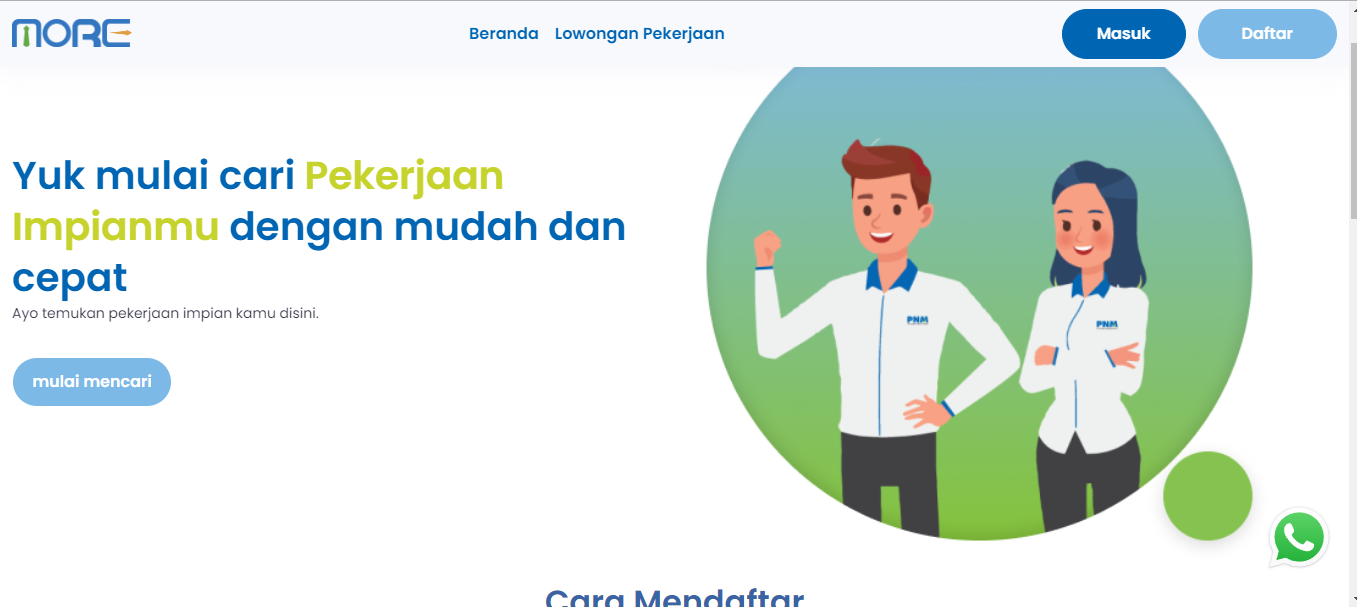 MORE
Beranda Lowongan Pekerjaan
Masuk
Daftar
Yuk mulai cari Pekerjaan
Impianmu dengan mudah dan
cepat
Ayo temukan pekerjaan impian kamu disini.
mulai mencari
PNM
PNM
Cara Mendaftar